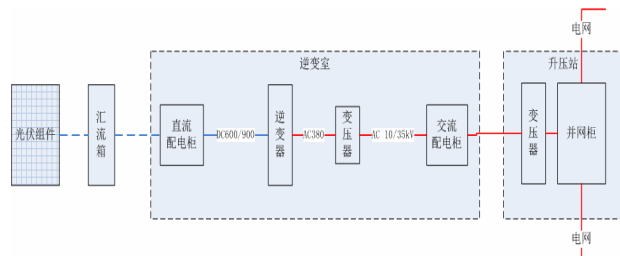 电网
逆变室
升压站
光伏组件
汇流箱
直流
配电柜
DC600/900
逆变器
AC380
变压器
AC 10/35kV
交流
配电柜
变压器
并网柜
电网